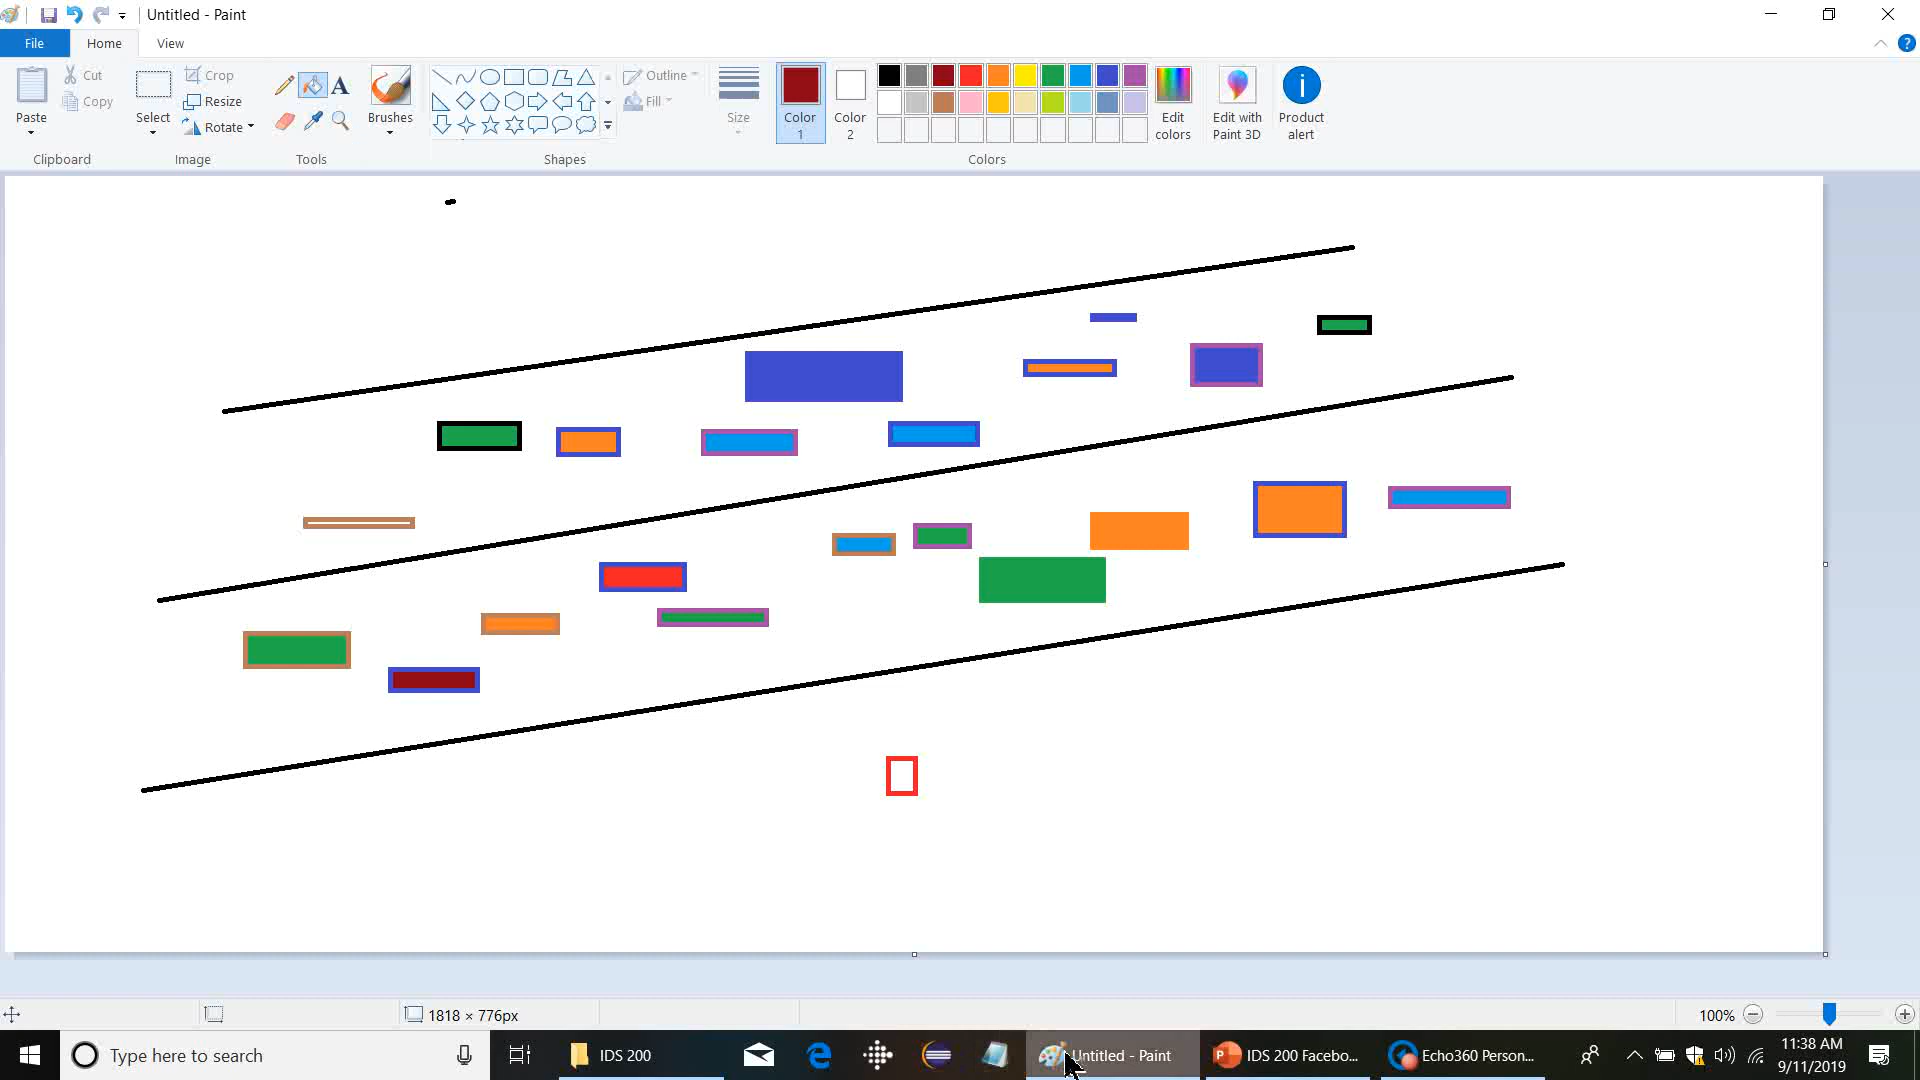 Untitled - Paint
File Home View
Paste
Cut
Copy
Clipboard
Select
Crop
Resize
Rotate
Image
A
Tools
Brushes
Shapes
Outline
Fill
Size
Color 1
Color 2
Colors
Edit colors
Edit with Paint 3D
Product alert
1818 × 776px
100%
Type here to search
IDS 200
Untitled - Paint
IDS 200 Facebo...
Echo360 Person...
11:38 AM
9/11/2019